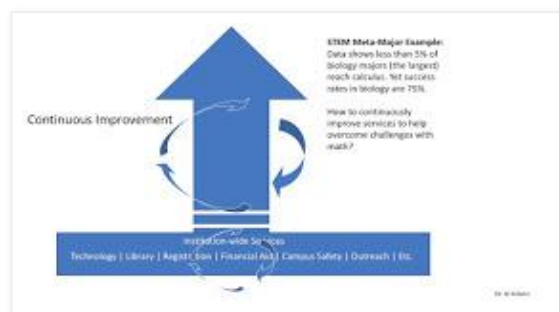 STEM Meta-Major Example:
Data shows less than 5% of
biology majors (the largest)
reach calculus. Yet success
rates in biology are 75%.
How to continuously
improve services to help
overcome challenges with
math?
Continuous Improvement
Institution-wide Services
Technology | Library | Registration | Financial Aid | Campus Safety | Outreach | Etc.